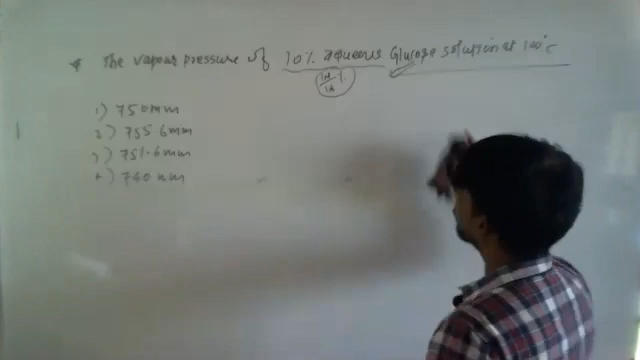 * The vapour pressure of 10% aqueous Glucose solution at 100°c
W/W %
1) 750mm
2) 755.6mm
3) 751.6mm
4) 740 mm